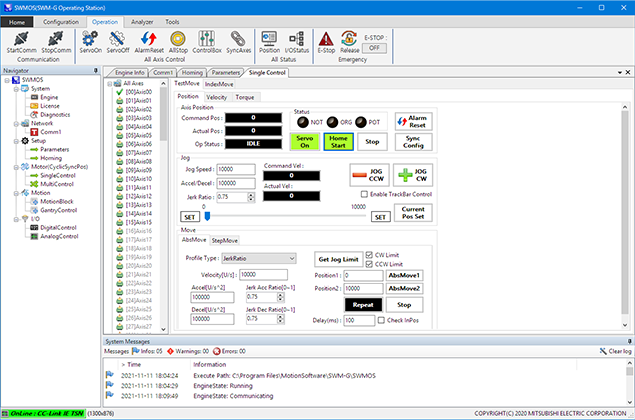 SWMOS(SWM-G Operating Station)
Home Configuration Operation Analyzer Tools
StartComm StopComm ServoOn ServoOff AlarmReset AllStop ControlBox SyncAxes Position I/OStatus E-Stop Release E-STOP : OFF
Communication All Axis Control All Status Emergency
Navigator
SWMOS
System
Engine
License
Diagnostics
Network
Comm1
Setup
Parameters
Homing
Motor(CyclicSyncPos)
SingleControl
MultiControl
Motion
MotionBlock
GantryControl
I/O
DigitalControl
AnalogControl
Engine Info Comm1 Homing Parameters Single Control
All Axes
[00]Axis00
[01]Axis01
[02]Axis02
[03]Axis03
[04]Axis04
[05]Axis05
[06]Axis06
[07]Axis07
[08]Axis08
[09]Axis09
[10]Axis10
[11]Axis11
[12]Axis12
[13]Axis13
[14]Axis14
[15]Axis15
[16]Axis16
[17]Axis17
[18]Axis18
[19]Axis19
[20]Axis20
[21]Axis21
[22]Axis22
[23]Axis23
[24]Axis24
[25]Axis25
[26]Axis26
[27]Axis27
TestMove IndexMove
Position Velocity Torque
Axis Position
Command Pos : 0
Actual Pos : 0
Op Status : IDLE
Status
NOT ORG POT
Servo On
Home Start
Stop
Alarm Reset
Sync Config
Jog
Jog Speed : 10000
Accel/Decel : 100000
Jerk Ratio : 0.75
Command Vel :
0
Actual Vel :
0
JOG CCW
JOG CW
Enable TrackBar Control
0 10000
SET SET
Current Pos Set
Move
AbsMove StepMove
Profile Type : JerkRatio
Velocity[U/s] : 10000
Accel[U/s^2] Jerk Acc Ratio[0~1]
100000 0.75
Decel[U/s^2] Jerk Dec Ratio[0~1]
100000 0.75
Get Jog Limit
CW Limit
CCW Limit
Position1 : 0 AbsMove1
Position2 : 10000 AbsMove2
Repeat Stop
Delay(ms) : 100 Check InPos
System Messages
Messages Infos: 05 Warnings: 00 Errors: 00 Clear log
> Time Information
2021-11-11 18:04:24 Execute Path: C:\Program Files\MotionSoftware\SWM-G\SWMOS
2021-11-11 18:04:29 EngineState: Running
2021-11-11 18:09:49 EngineState: Communicating
OnLine : CC-Link IE TSN (1300x876) COPYRIGHT(C) 2020 MITSUBISHI ELECTRIC CORPORATION